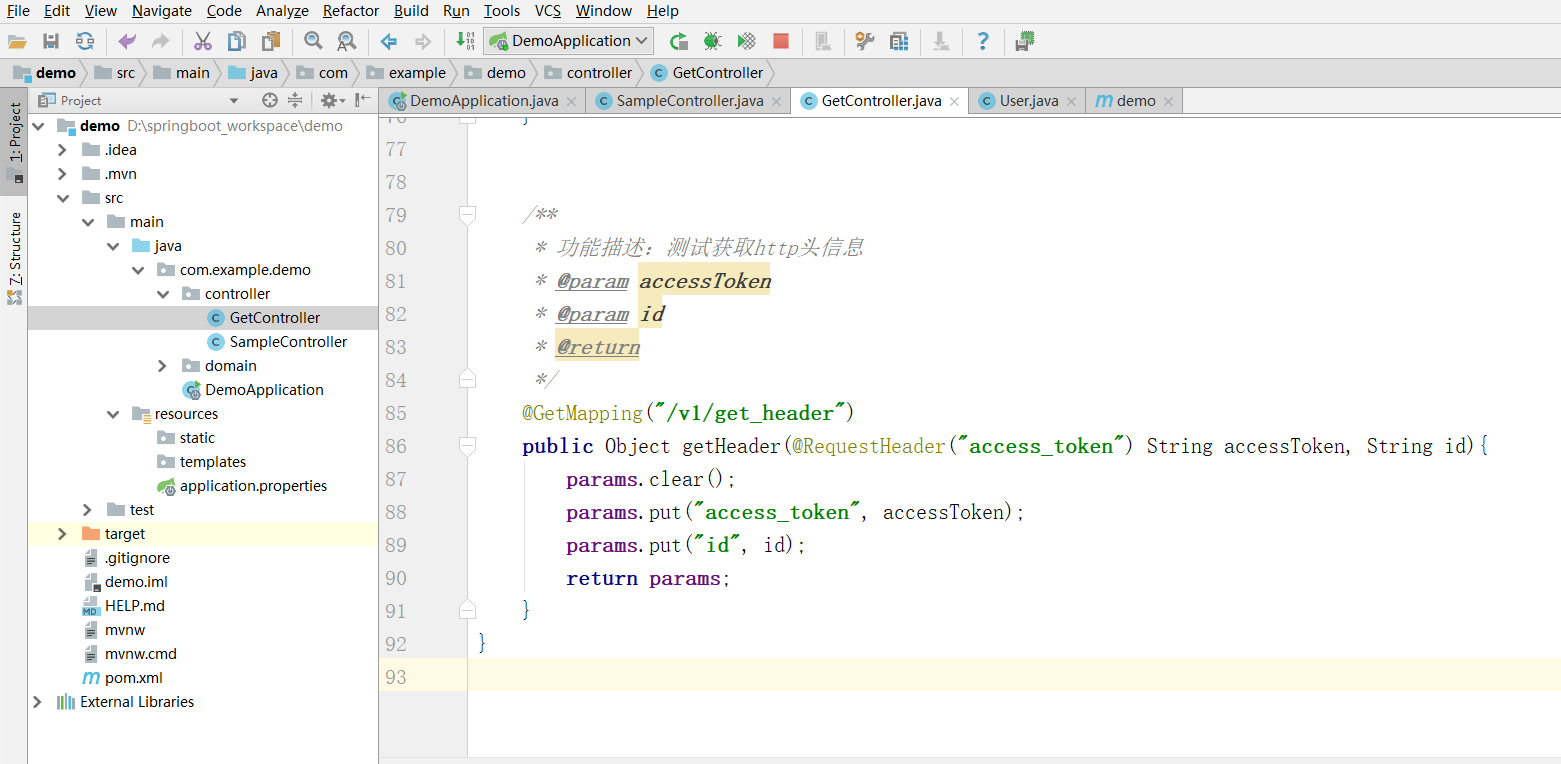 File Edit View Navigate Code Analyze Refactor Build Run Tools VCS Window Help
DemoApplication
demo src main java com example demo controller GetController
Project
DemoApplication.java SampleController.java GetController.java User.java demo
1: Project
Z: Structure
demo D:\springboot_workspace\demo
.idea
.mvn
src
main
java
com.example.demo
controller
GetController
SampleController
domain
DemoApplication
resources
static
templates
application.properties
test
target
.gitignore
demo.iml
HELP.md
mvnw
mvnw.cmd
pom.xml
External Libraries
76 }
77
78
79 /**
80 * 功能描述：测试获取http头信息
81 * @param accessToken
82 * @param id
83 * @return
84 */
85 @GetMapping("/v1/get_header")
86 public Object getHeader(@RequestHeader("access_token") String accessToken, String id){
87 params.clear();
88 params.put("access_token", accessToken);
89 params.put("id", id);
90 return params;
91 }
92 }
93